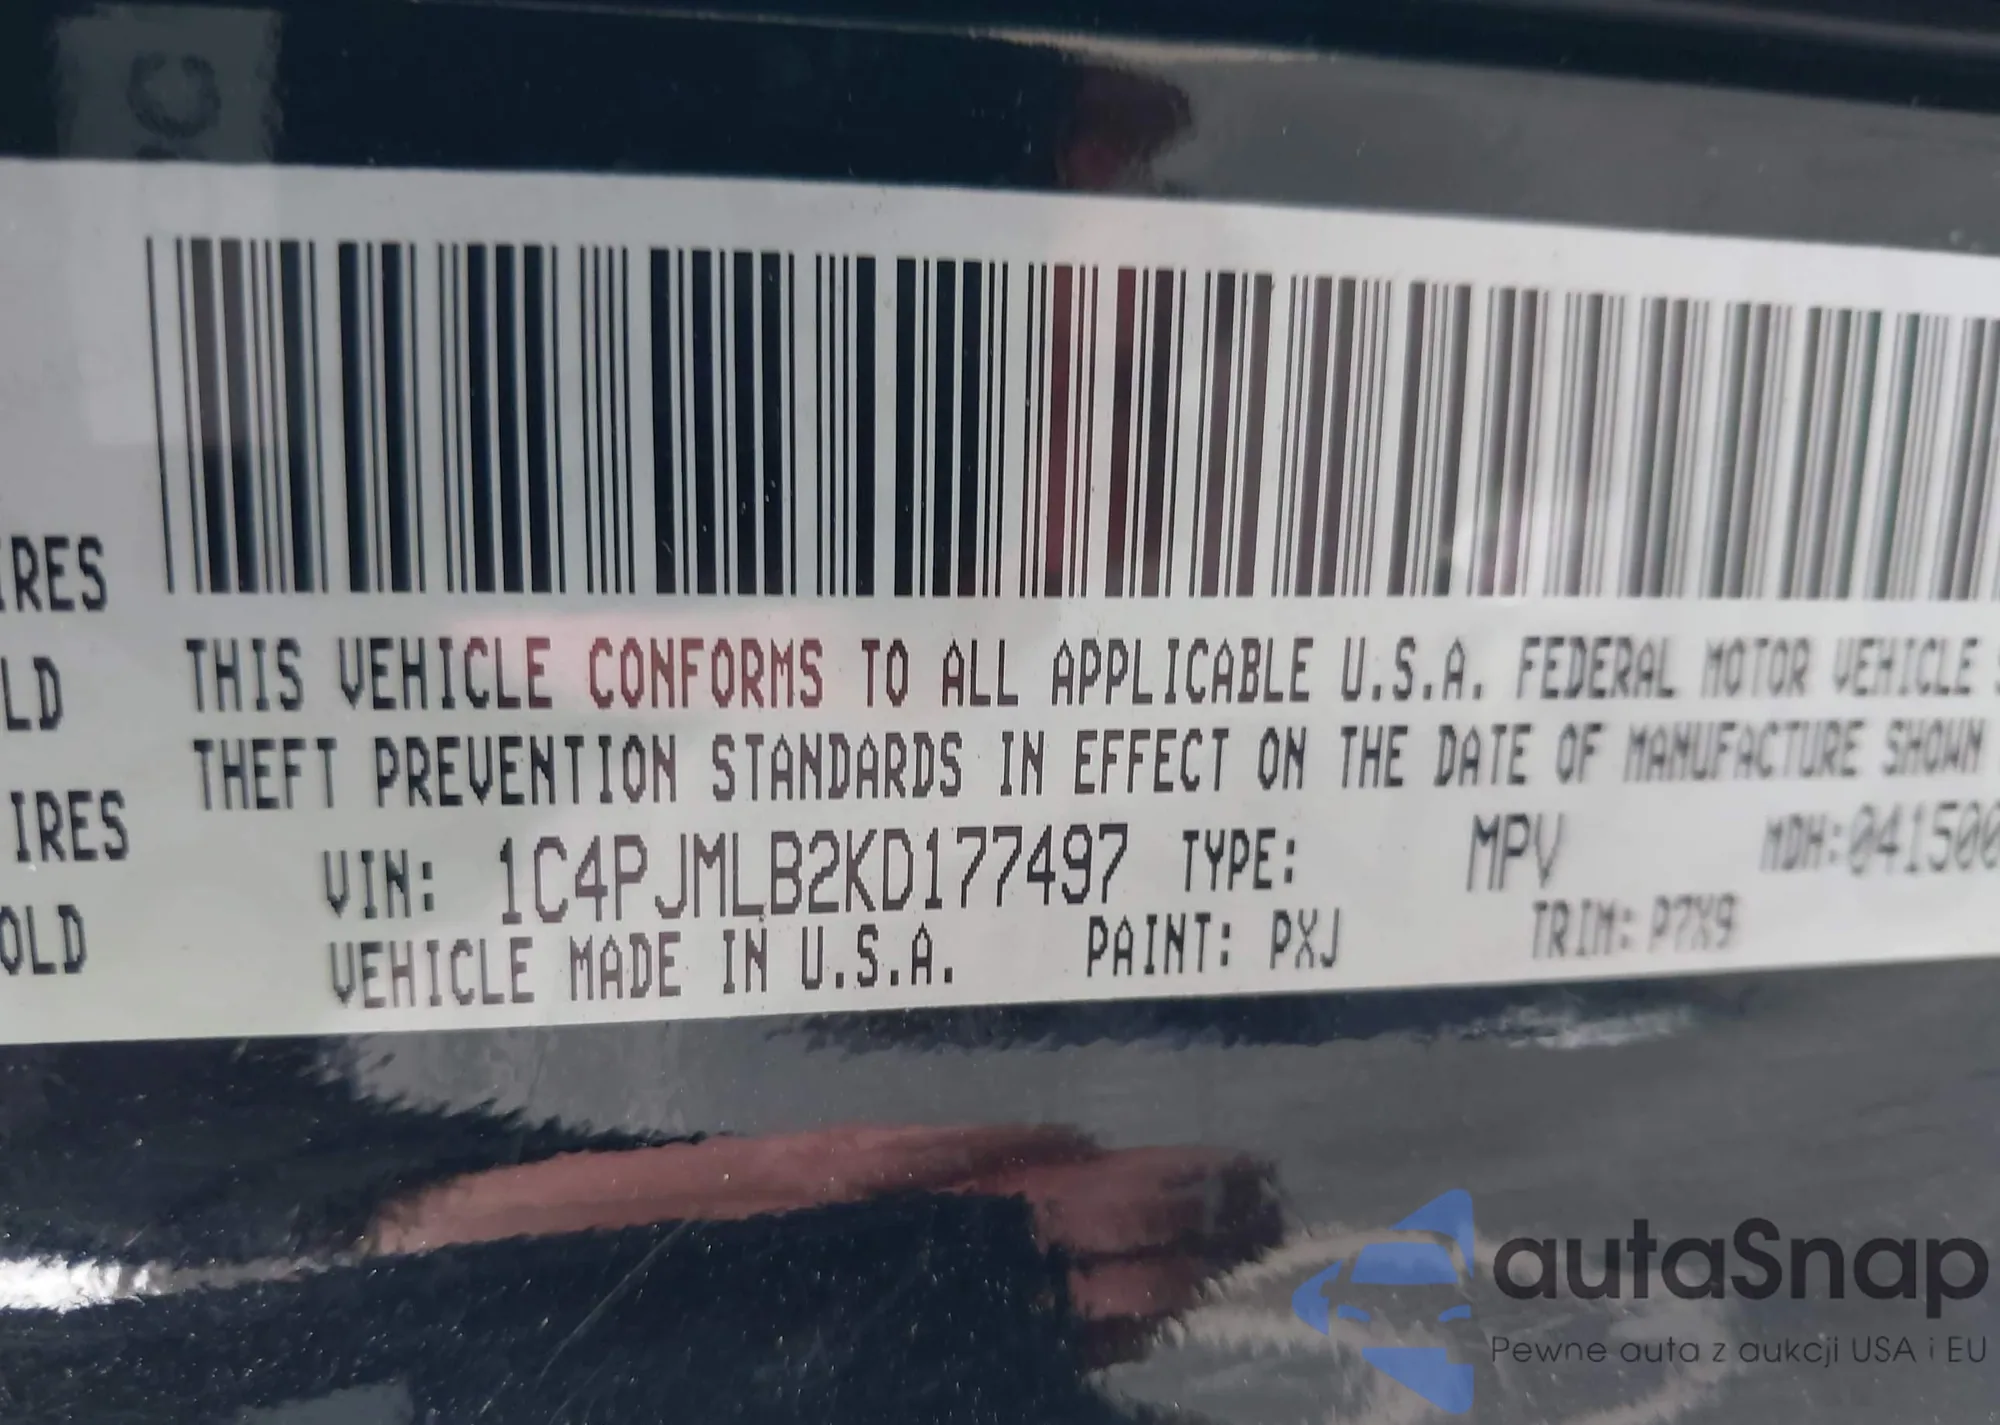 IRES
LD
IRES
OLD
THIS VEHICLE CONFORMS TO ALL APPLICABLE U.S.A. FEDERAL MOTOR VEHICLE
THEFT PREVENTION STANDARDS IN EFFECT ON THE DATE OF MANUFACTURE SHOWN
VIN: 1C4PJMLB2KD177497 TYPE: MPV MDH:041500
VEHICLE MADE IN U.S.A. PAINT: PXJ TRIM: P7X9
autaSnap
Pewne auta z aukcji USA i EU